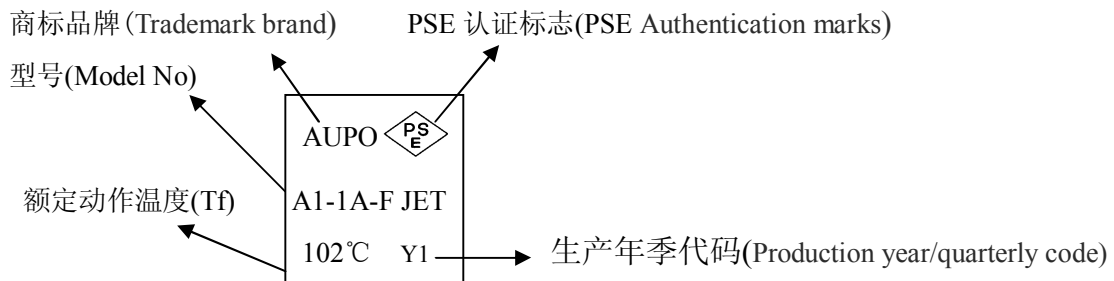 商标品牌(Trademark brand) PSE 认证标志(PSE Authentication marks)
型号(Model No)
AUPO PS E
额定动作温度(Tf) A1-1A-F JET
102℃ Y1 生产年季代码(Production year/quarterly code)